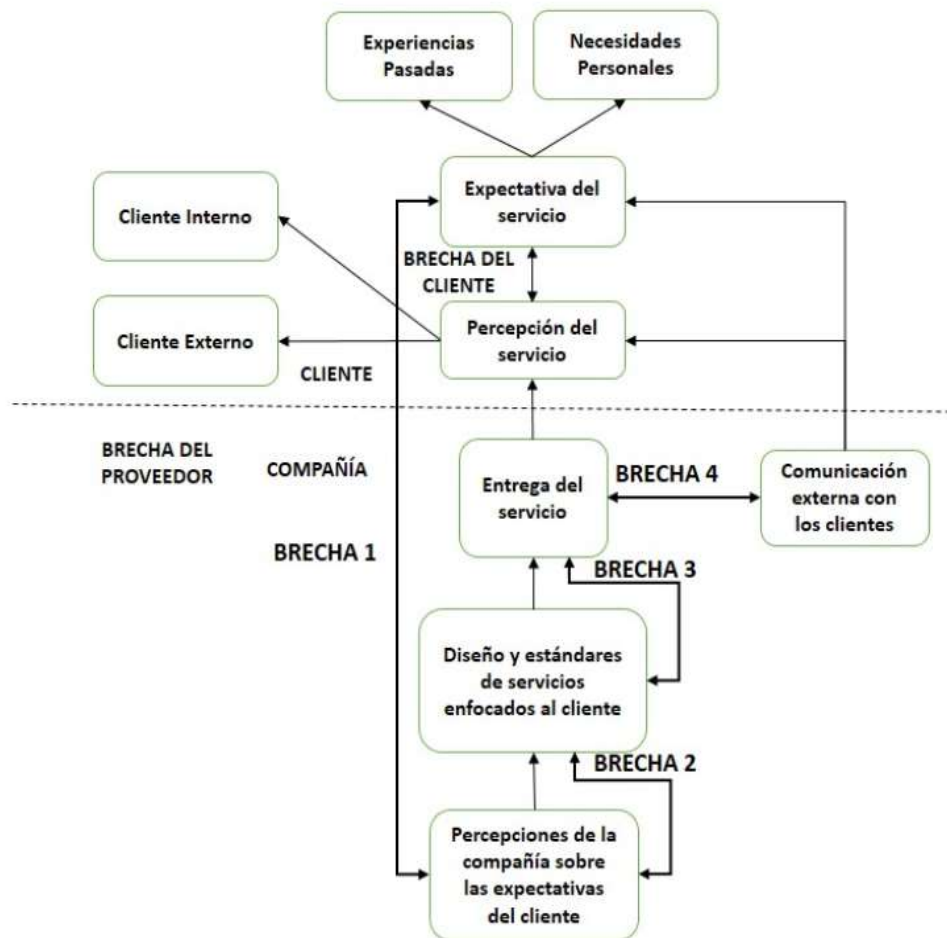 Experiencias
Pasadas
Necesidades
Personales
Cliente Interno
Expectativa del
servicio
BRECHA DEL
CLIENTE
Cliente Externo
Percepción del
servicio
CLIENTE
BRECHA DEL
PROVEEDOR
COMPAÑÍA
Entrega del
servicio
BRECHA 4
Comunicación
externa con
los clientes
BRECHA 1
BRECHA 3
Diseño y estándares
de servicios
enfocados al cliente
BRECHA 2
Percepciones de la
compañía sobre
las expectativas
del cliente